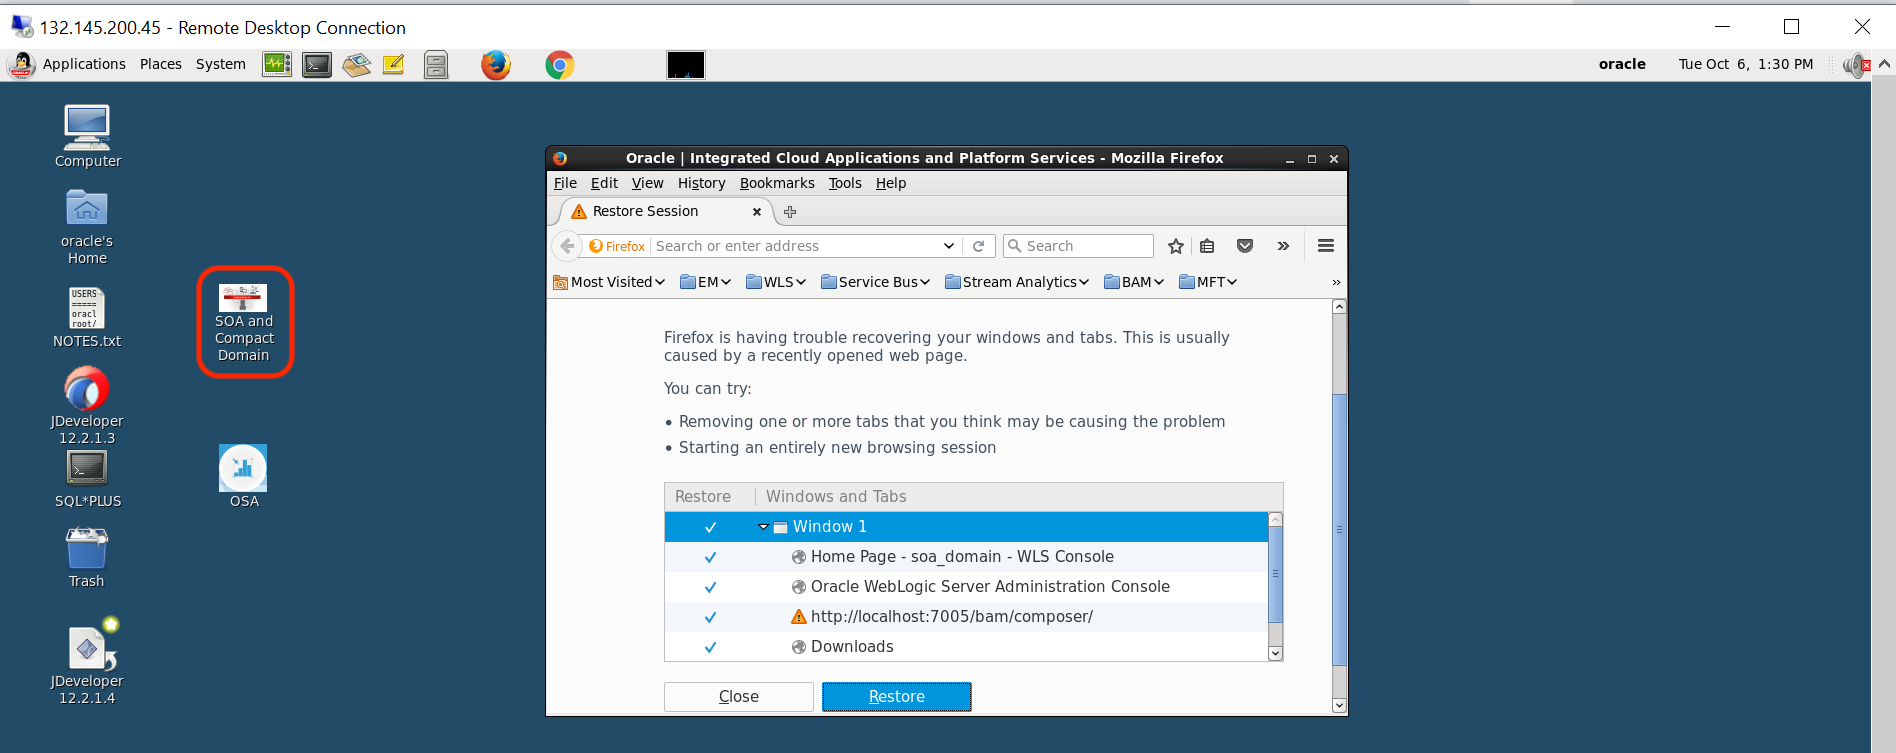 132.145.200.45 - Remote Desktop Connection
Applications Places System
oracle Tue Oct 6, 1:30 PM
Computer
oracle's
Home
USERS
=====
oracl
root/
NOTES.txt
JDeveloper
12.2.1.3
SQL*PLUS
Trash
JDeveloper
12.2.1.4
SOA and
Compact
Domain
OSA
Oracle | Integrated Cloud Applications and Platform Services - Mozilla Firefox
File Edit View History Bookmarks Tools Help
Restore Session
Firefox Search or enter address Search
Most Visited EM WLS Service Bus Stream Analytics BAM MFT »
Firefox is having trouble recovering your windows and tabs. This is usually
caused by a recently opened web page.
You can try:
• Removing one or more tabs that you think may be causing the problem
• Starting an entirely new browsing session
Restore Windows and Tabs
Window 1
Home Page - soa_domain - WLS Console
Oracle WebLogic Server Administration Console
http://localhost:7005/bam/composer/
Downloads
Close Restore